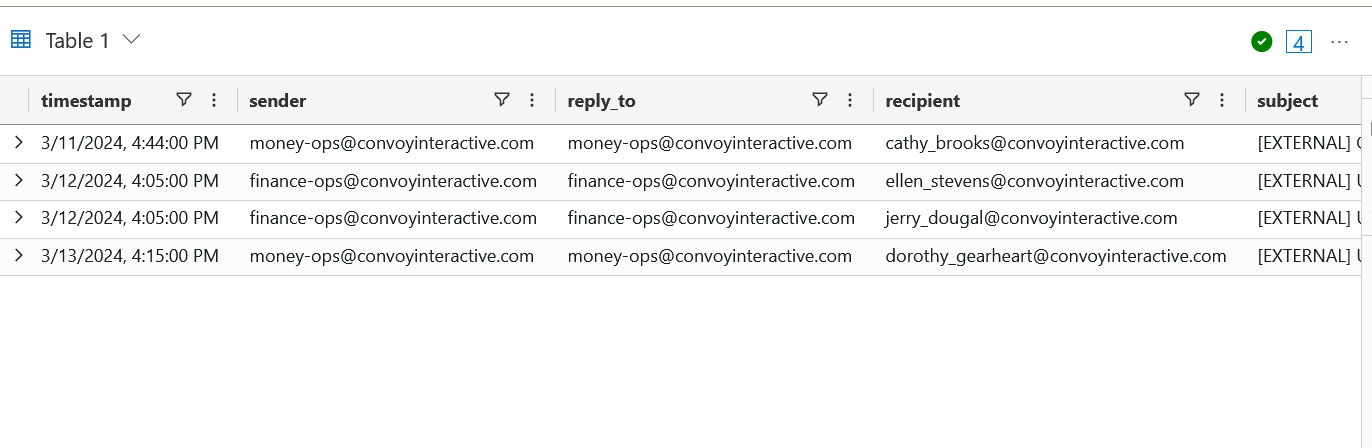 Table 1 4 ...
timestamp sender reply_to recipient subject
3/11/2024, 4:44:00 PM money-ops@convoyinteractive.com money-ops@convoyinteractive.com cathy_brooks@convoyinteractive.com [EXTERNAL]
3/12/2024, 4:05:00 PM finance-ops@convoyinteractive.com finance-ops@convoyinteractive.com ellen_stevens@convoyinteractive.com [EXTERNAL]
3/12/2024, 4:05:00 PM finance-ops@convoyinteractive.com finance-ops@convoyinteractive.com jerry_dougal@convoyinteractive.com [EXTERNAL]
3/13/2024, 4:15:00 PM money-ops@convoyinteractive.com money-ops@convoyinteractive.com dorothy_gearheart@convoyinteractive.com [EXTERNAL]